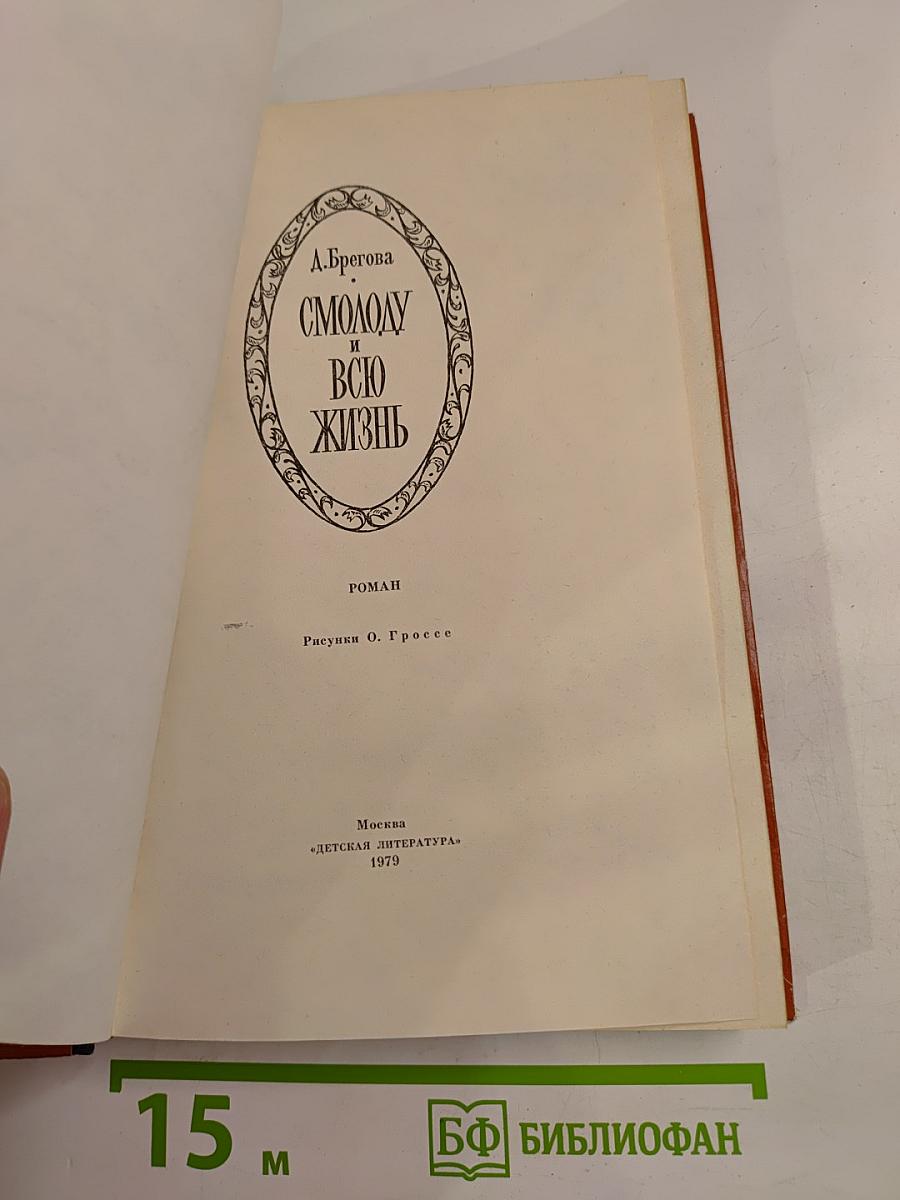 Д.Брегова
СМОЛОДУ
и
ВСЮ
ЖИЗНЬ
РОМАН
Рисунки О. Гроссе
Москва
«ДЕТСКАЯ ЛИТЕРАТУРА»
1979
15 м
БФ БИБЛИОФАН